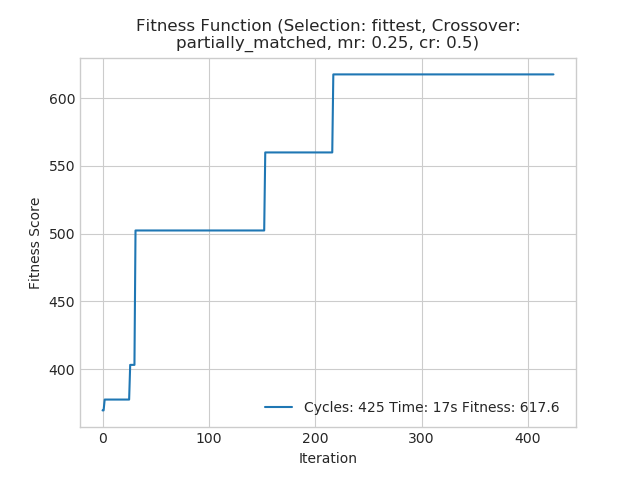 Fitness Function (Selection: fittest, Crossover:
partially_matched, mr: 0.25, cr: 0.5)
Fitness Score
600
550
500
450
400
Cycles: 425 Time: 17s Fitness: 617.6
0 100 200 300 400
Iteration